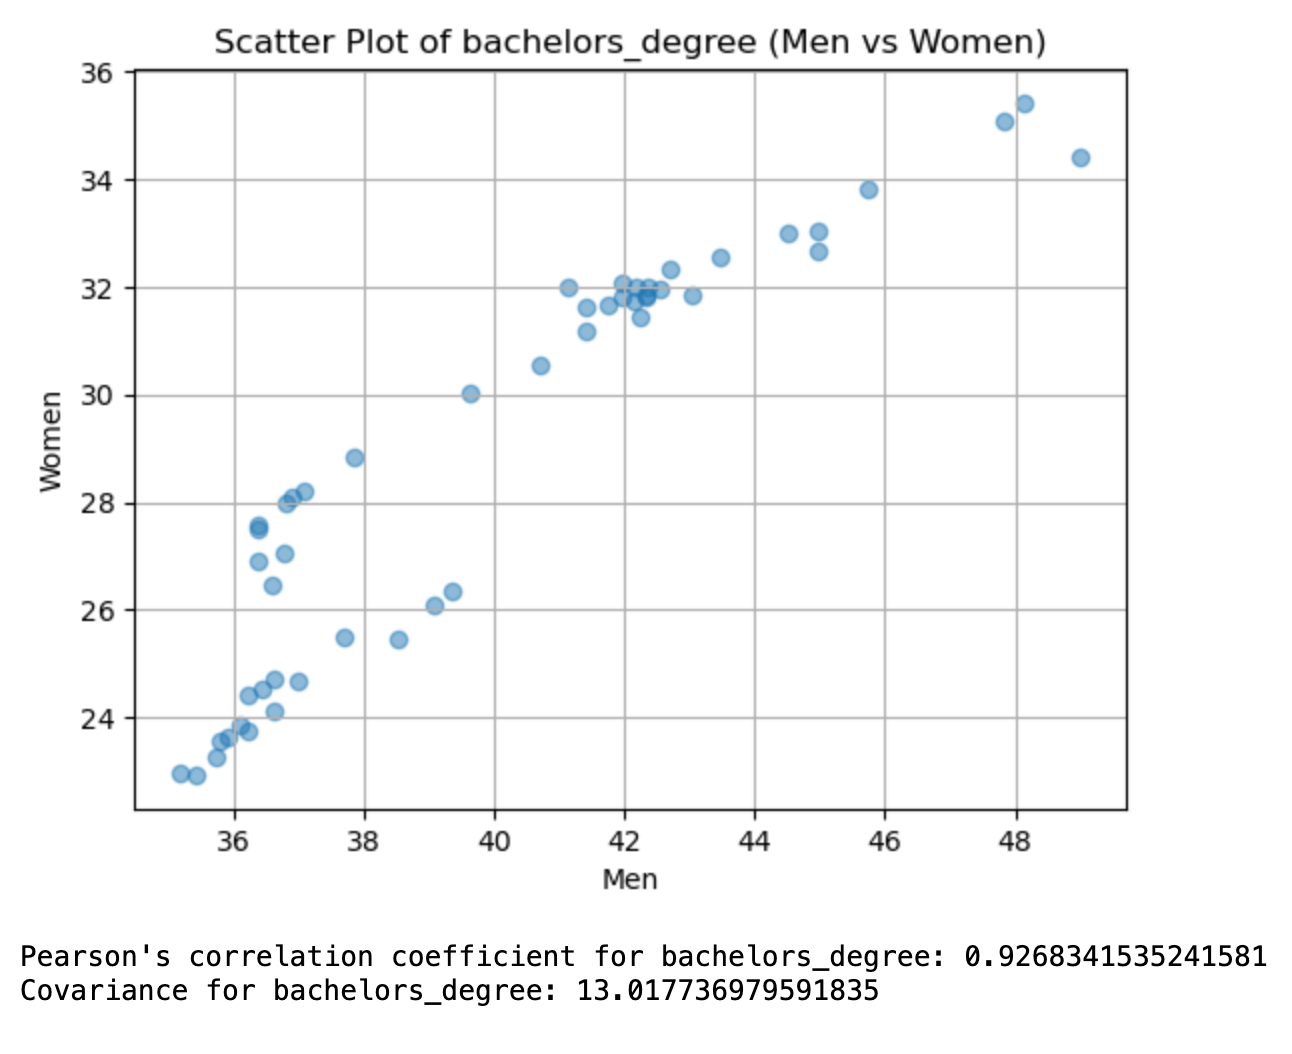 Scatter Plot of bachelors_degree (Men vs Women)
36
34
32
30
28
26
24
Women
36 38 40 42 44 46 48
Men
Pearson's correlation coefficient for bachelors_degree: 0.9268341535241581
Covariance for bachelors_degree: 13.017736979591835